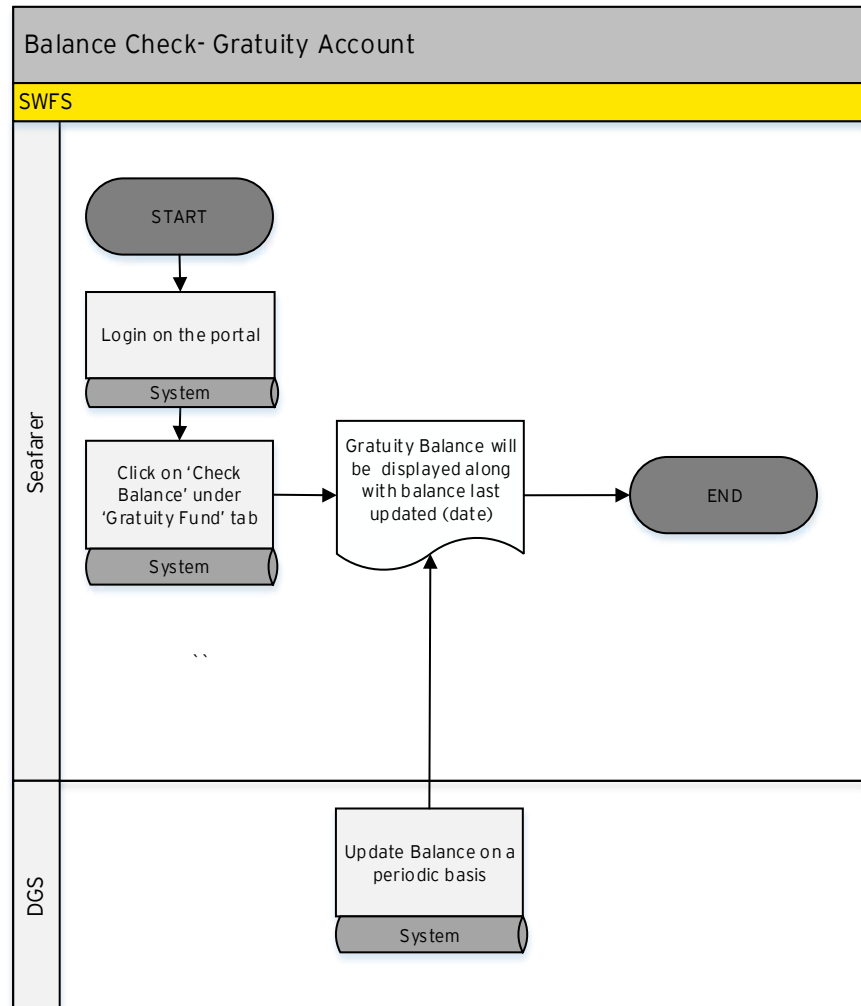 Balance Check- Gratuity Account
SWFS
Seafarer
START
Login on the portal
System
Click on ‘Check
Balance’ under
‘Gratuity Fund’ tab
System
Gratuity Balance will
be displayed along
with balance last
updated (date)
END
``
DGS
Update Balance on a
periodic basis
System